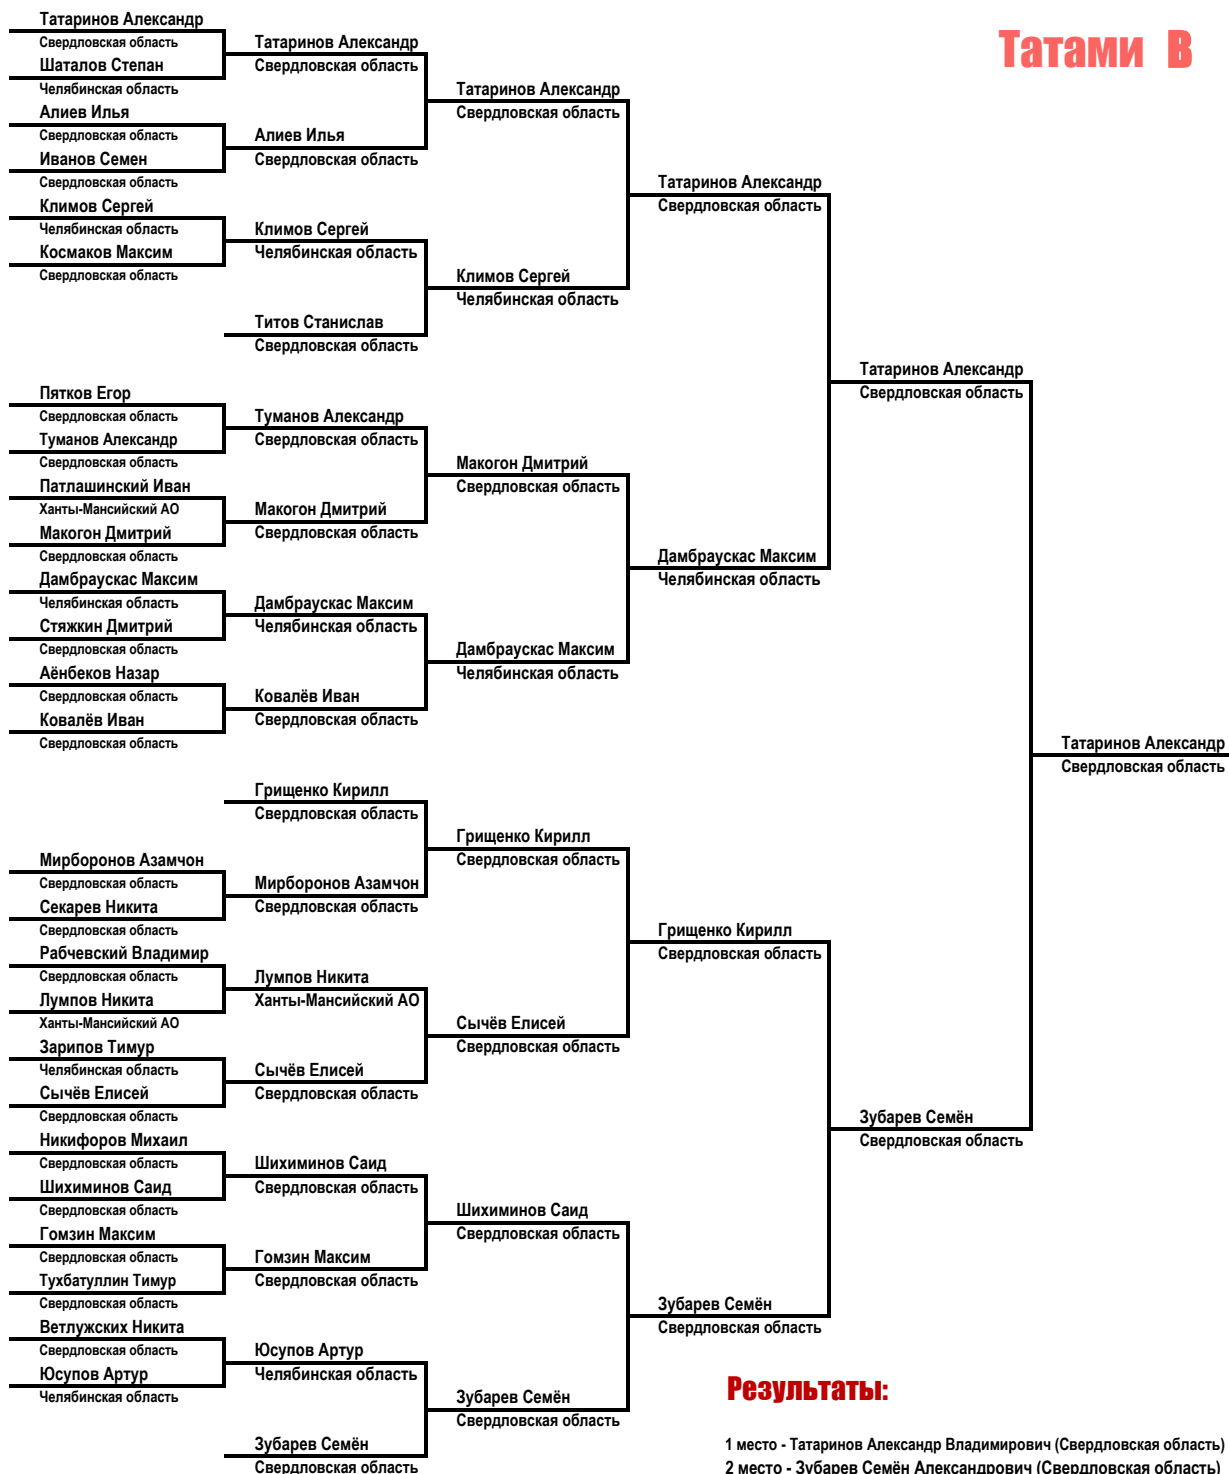 Татами В
Татаринов Александр
Свердловская область
Шаталов Степан
Челябинская область
Алиев Илья
Свердловская область
Иванов Семен
Свердловская область
Климов Сергей
Челябинская область
Космаков Максим
Свердловская область
Пятков Егор
Свердловская область
Туманов Александр
Свердловская область
Патлашинский Иван
Ханты-Мансийский АО
Макогон Дмитрий
Свердловская область
Дамбраускас Максим
Челябинская область
Стяжкин Дмитрий
Свердловская область
Аёнбеков Назар
Свердловская область
Ковалёв Иван
Свердловская область
Мирборонов Азамчон
Свердловская область
Секарев Никита
Свердловская область
Рабчевский Владимир
Свердловская область
Лумпов Никита
Ханты-Мансийский АО
Зарипов Тимур
Челябинская область
Сычёв Елисей
Свердловская область
Никифоров Михаил
Свердловская область
Шихиминов Саид
Свердловская область
Гомзин Максим
Свердловская область
Тухбатуллин Тимур
Свердловская область
Ветлужских Никита
Свердловская область
Юсупов Артур
Челябинская область
Татаринов Александр
Свердловская область
Алиев Илья
Свердловская область
Климов Сергей
Челябинская область
Титов Станислав
Свердловская область
Туманов Александр
Свердловская область
Макогон Дмитрий
Свердловская область
Дамбраускас Максим
Челябинская область
Ковалёв Иван
Свердловская область
Грищенко Кирилл
Свердловская область
Мирборонов Азамчон
Свердловская область
Лумпов Никита
Ханты-Мансийский АО
Сычёв Елисей
Свердловская область
Шихиминов Саид
Свердловская область
Гомзин Максим
Свердловская область
Юсупов Артур
Челябинская область
Зубарев Семён
Свердловская область
Татаринов Александр
Свердловская область
Климов Сергей
Челябинская область
Макогон Дмитрий
Свердловская область
Дамбраускас Максим
Челябинская область
Грищенко Кирилл
Свердловская область
Сычёв Елисей
Свердловская область
Шихиминов Саид
Свердловская область
Зубарев Семён
Свердловская область
Татаринов Александр
Свердловская область
Дамбраускас Максим
Челябинская область
Грищенко Кирилл
Свердловская область
Зубарев Семён
Свердловская область
Татаринов Александр
Свердловская область
Зубарев Семён
Свердловская область
Татаринов Александр
Свердловская область
Результаты:
1 место - Татаринов Александр Владимирович (Свердловская область)
2 место - Зубарев Семён Александрович (Свердловская область)